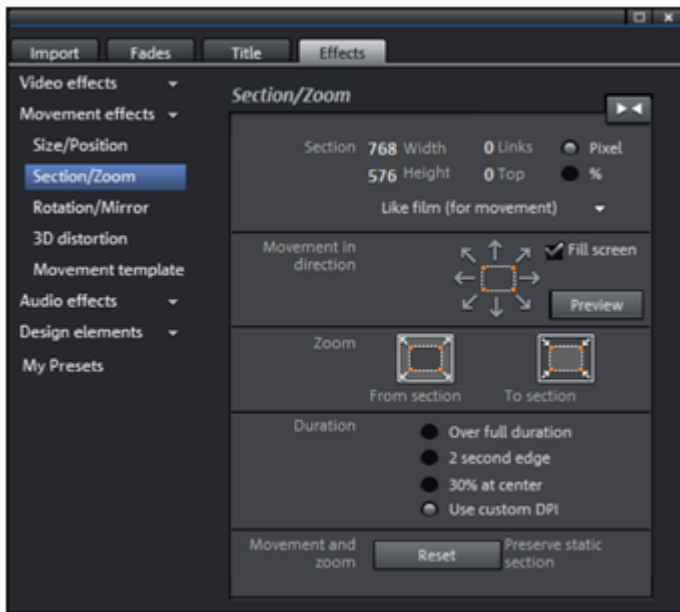 Import Fades Title Effects
Video effects
Movement effects
Size/Position
Section/Zoom
Rotation/Mirror
3D distortion
Movement template
Audio effects
Design elements
My Presets
Section/Zoom
Section 768 Width 0 Links Pixel
576 Height 0 Top %
Like film (for movement)
Movement in
direction
Fill screen
Preview
Zoom
From section To section
Duration
Over full duration
2 second edge
30% at center
Use custom DPI
Movement and
zoom
Reset
Preserve static
section